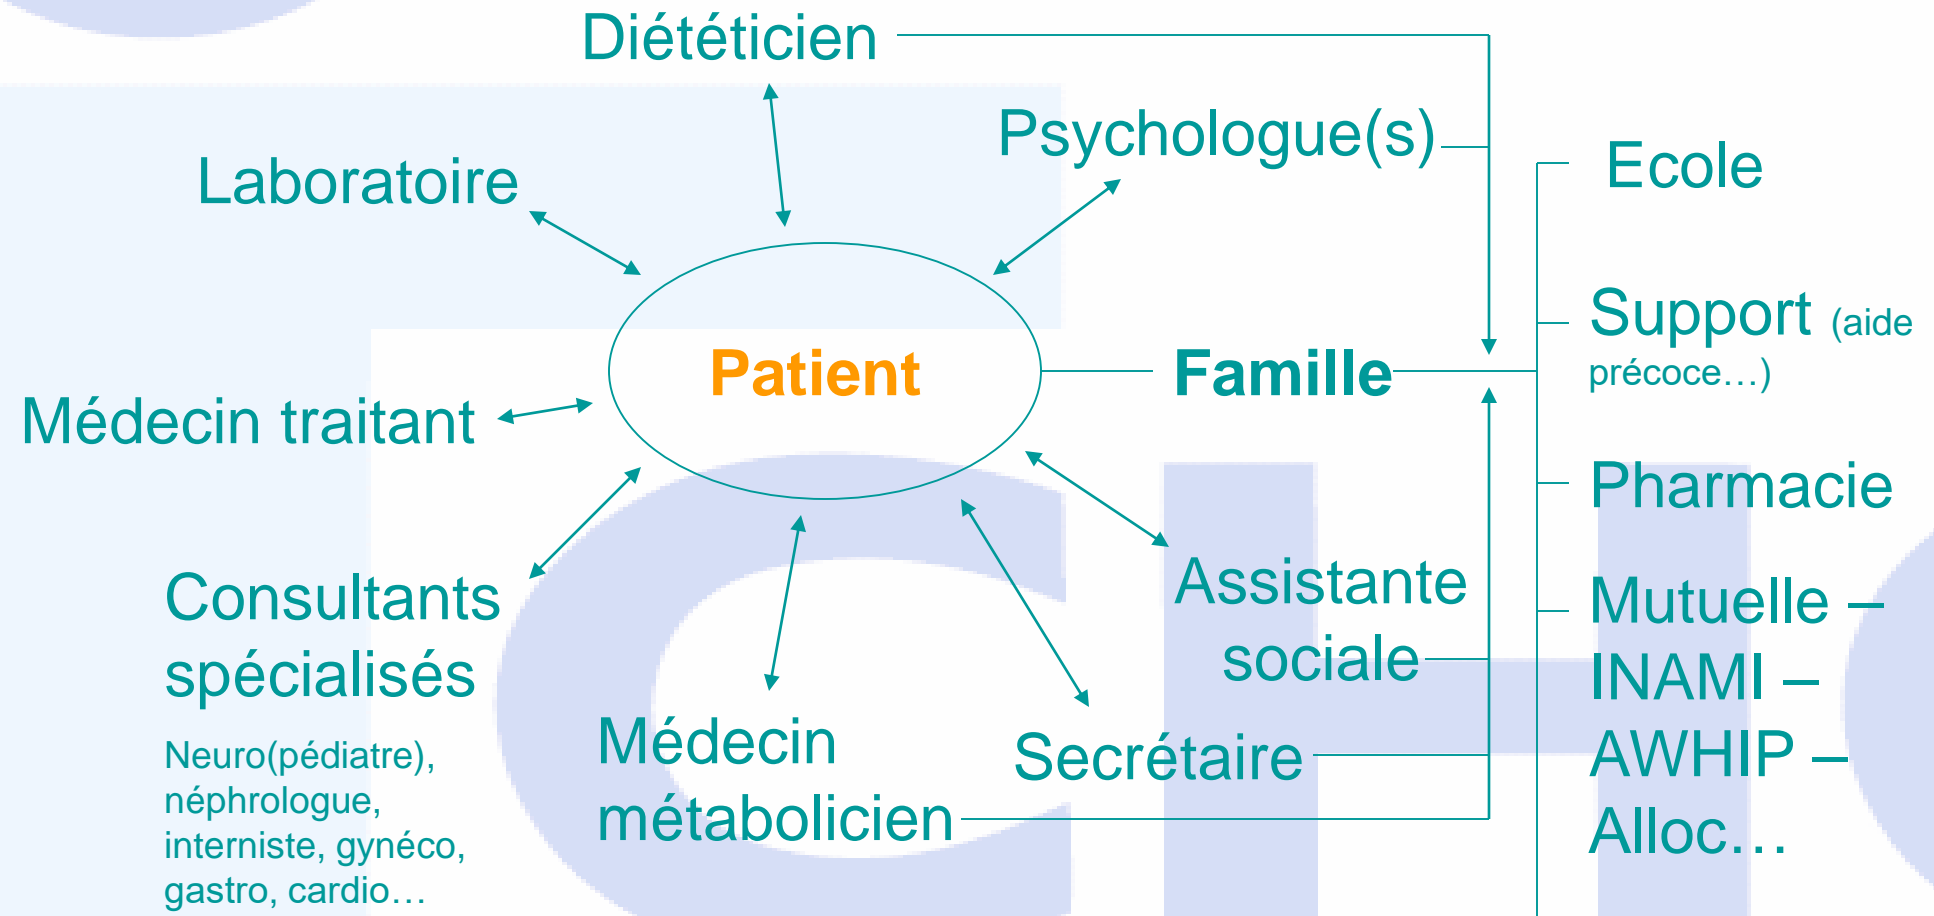 Diététicien
Psychologue(s)
Laboratoire
Ecole
Support (aide
précoce…)
Patient
Famille
Médecin traitant
Pharmacie
Consultants
spécialisés
Neuro(pédiatre),
néphrologue,
interniste, gynéco,
gastro, cardio…
Médecin
métabolicien
Secrétaire
Assistante
sociale
Mutuelle –
INAMI –
AWHIP –
Alloc…